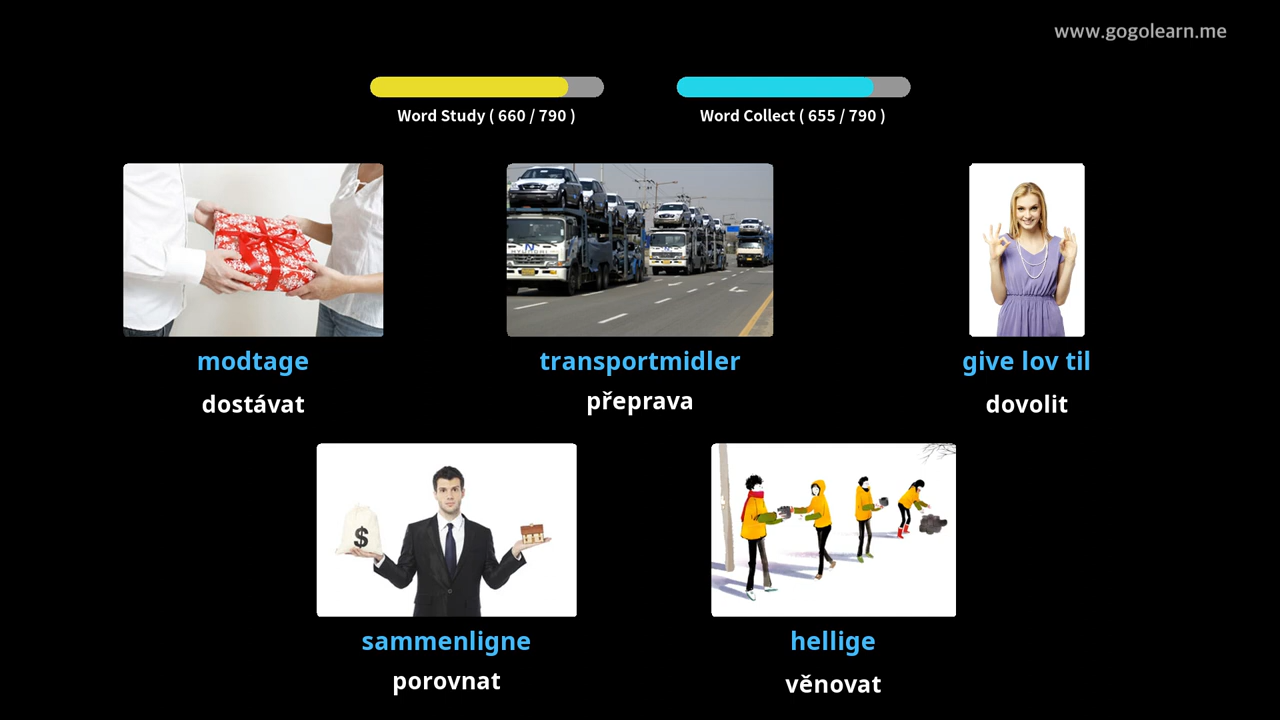 www.gogolearn.me
Word Study ( 660 / 790 )
Word Collect ( 655 / 790 )
modtage
transportmidler
give lov til
dostávat
přeprava
dovolit
$
sammenligne
hellige
porovnat
věnovat